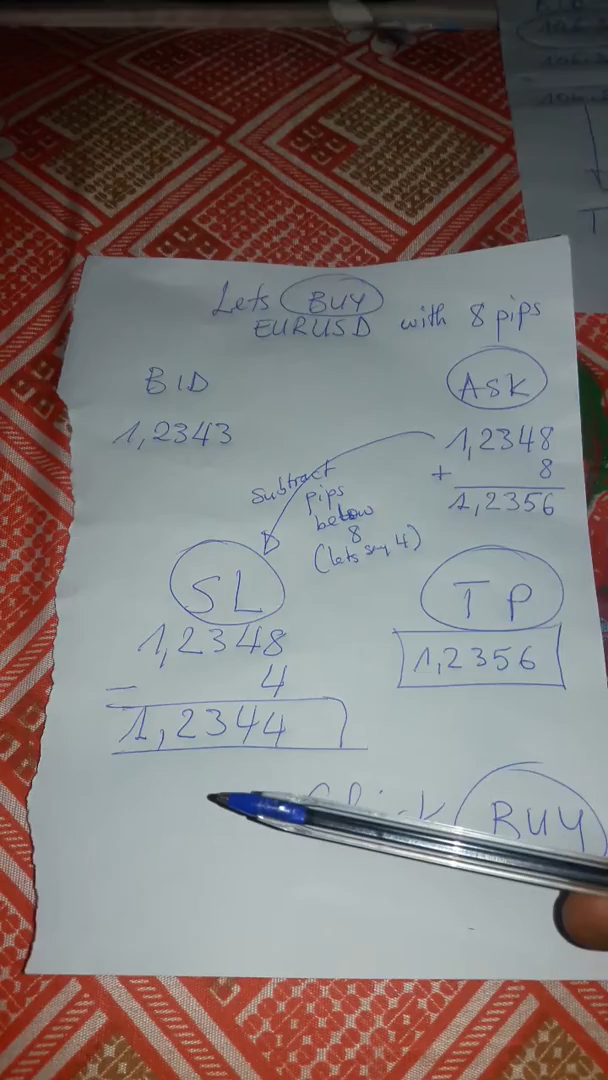 Lets BUY
EURUSD with 8 pips
BID
ASK
1,2343
1,2348
+ 8
1,2356
Subtract
pips
below
8
(lets say 4)
SL
1,2348
- 4
1,2344
TP
1,2356
Click BUY